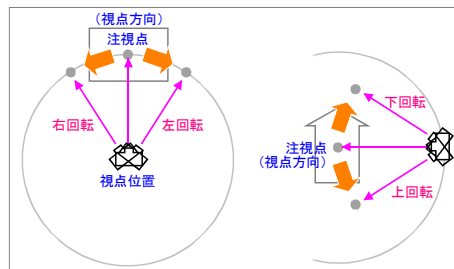 （視点方向）
注視点
右回転
左回転
視点位置
下回転
注視点
（視点方向）
上回転